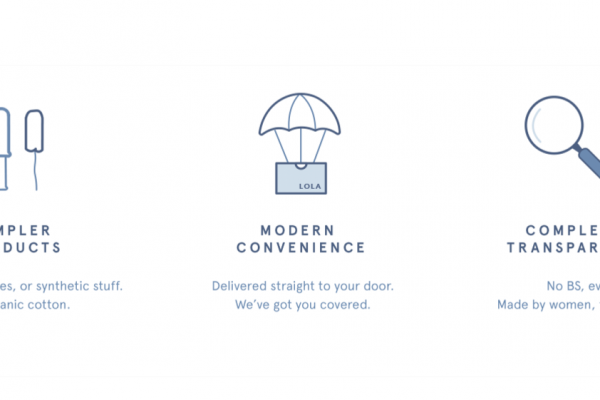 MPLER
DUCTS
es, or synthetic stuff.
anic cotton.
LOLA
MODERN
CONVENIENCE
Delivered straight to your door.
We've got you covered.
COMPLE
TRANSPAR
No BS, ev
Made by women,